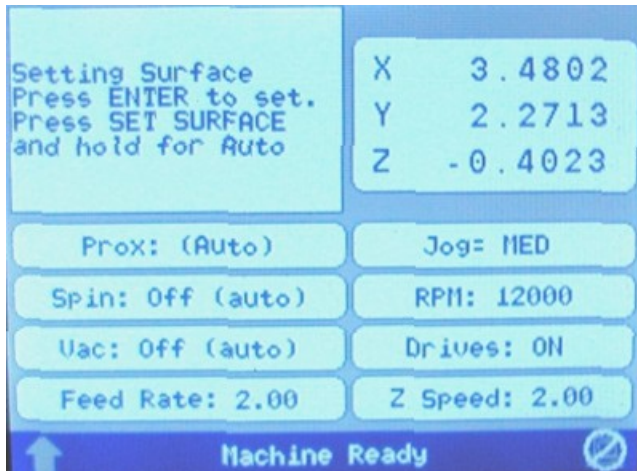 Setting Surface
Press ENTER to set.
Press SET SURFACE
and hold for Auto
X 3.4802
Y 2.2713
Z -0.4023
Prox: (Auto)
Jog= MED
Spin: Off (auto)
RPM: 12000
Vac: Off (auto)
Drives: ON
Feed Rate: 2.00
Z Speed: 2.00
Machine Ready